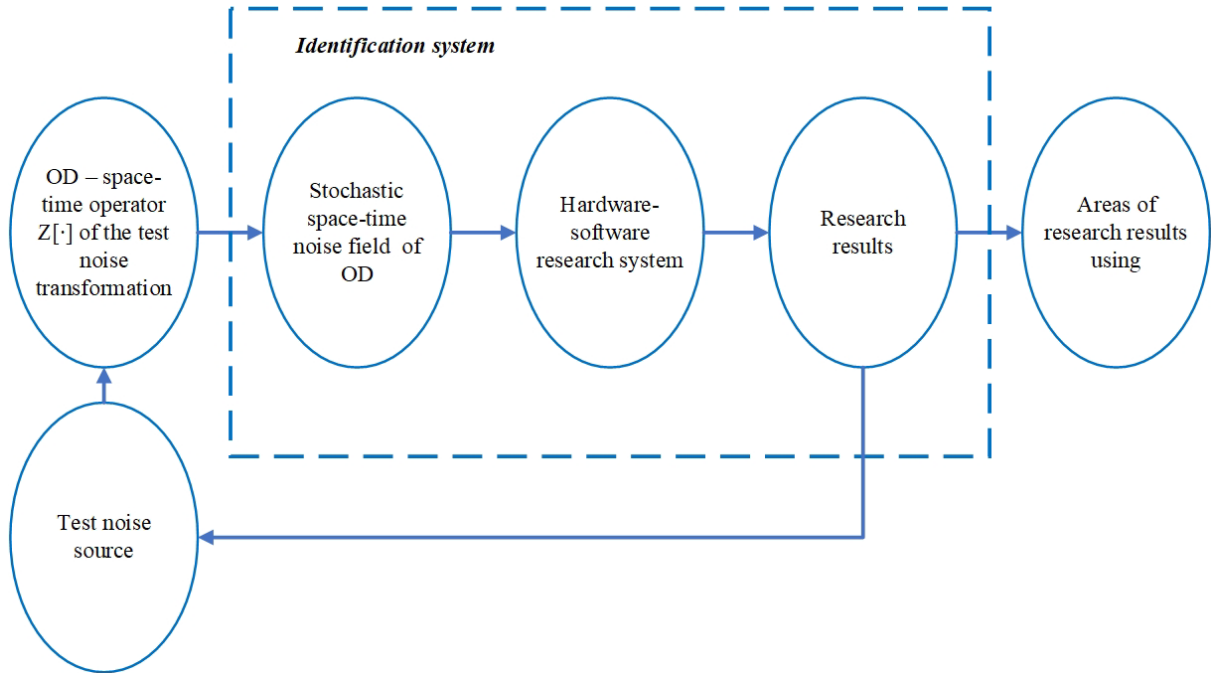 Identification system
OD – space-
time operator
Z[·] of the test
noise
transformation
Stochastic
space-time
noise field of
OD
Hardware-
software
research system
Research
results
Areas of
research results
using
Test noise
source